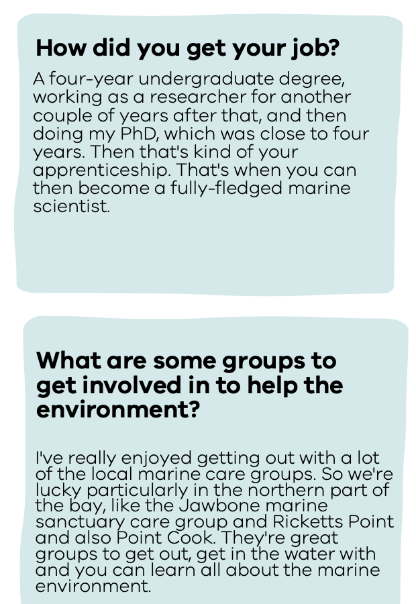 How did you get your job?
A four-year undergraduate degree,
working as a researcher for another
couple of years after that, and then
doing my PhD, which was close to four
years. Then that's kind of your
apprenticeship. That's when you can
then become a fully-fledged marine
scientist.
What are some groups to
get involved in to help the
environment?
I've really enjoyed getting out with a lot
of the local marine care groups. So we're
lucky particularly in the northern part of
the bay, like the Jawbone marine
sanctuary care group and Ricketts Point
and also Point Cook. They're great
groups to get out, get in the water with
and you can learn all about the marine
environment.